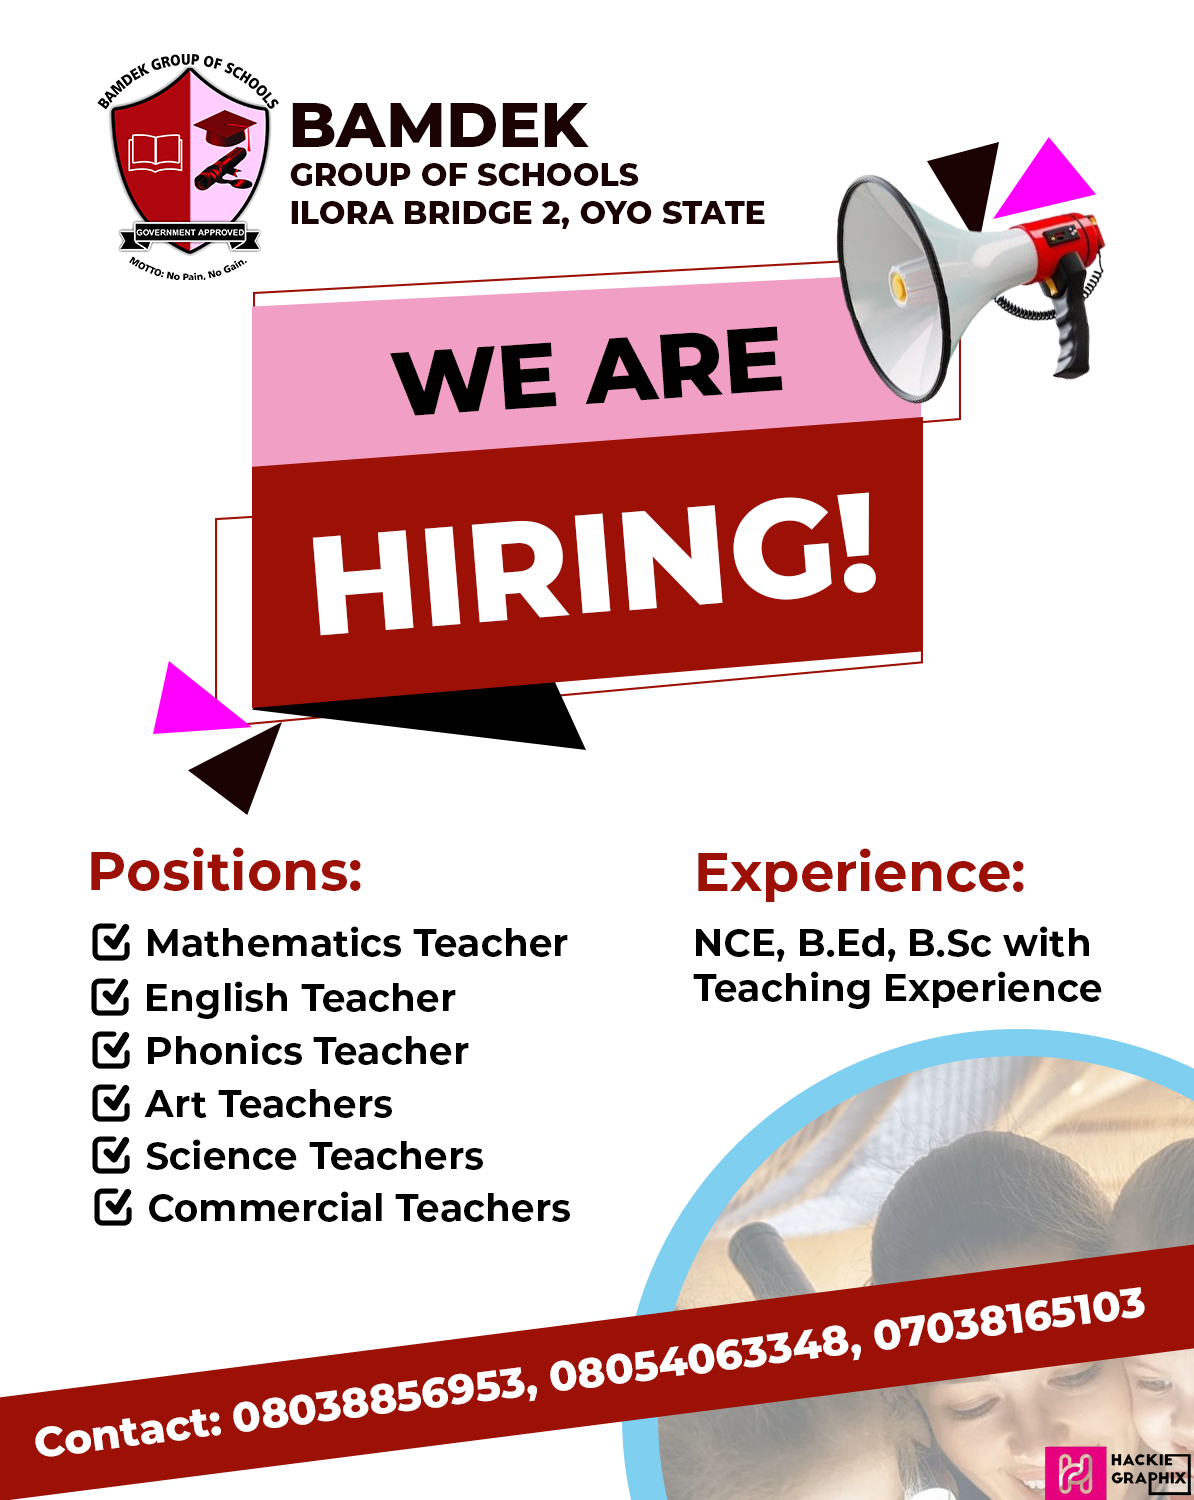 BAMDEK GROUP OF SCHOOLS
GOVERNMENT APPROVED
MOTTO: No Pain, No Gain.
BAMDEK
GROUP OF SCHOOLS
ILORA BRIDGE 2, OYO STATE
WE ARE
HIRING!
Positions:
Mathematics Teacher
English Teacher
Phonics Teacher
Art Teachers
Science Teachers
Commercial Teachers
Experience:
NCE, B.Ed, B.Sc with
Teaching Experience
Contact: 08038856953, 08054063348, 07038165103
HACKIE
GRAPHIX